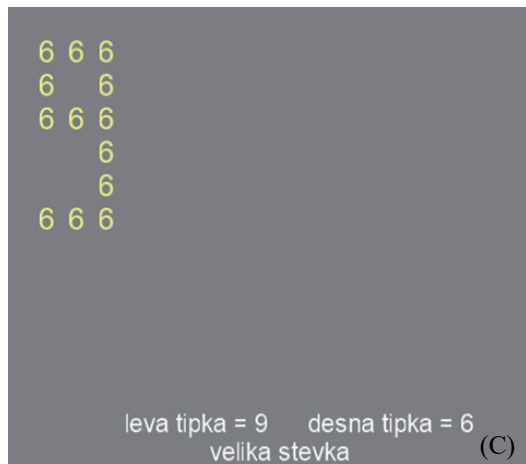 6 6 6
6 6
6 6 6
6
6
6 6 6
leva tipka = 9 desna tipka = 6
velika stevka
(C)